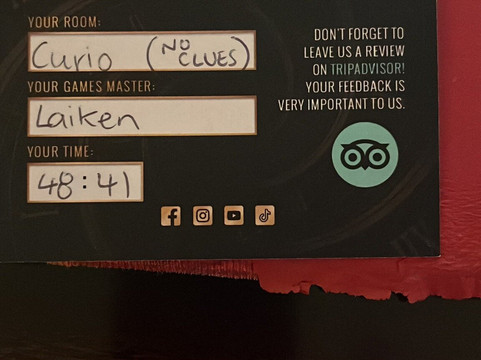 YOUR ROOM:
Curio (NO CLUES)
YOUR GAMES MASTER:
Laiken
YOUR TIME:
48:41
DON'T FORGET TO
LEAVE US A REVIEW
ON TRIPADVISOR!
YOUR FEEDBACK IS
VERY IMPORTANT TO US.